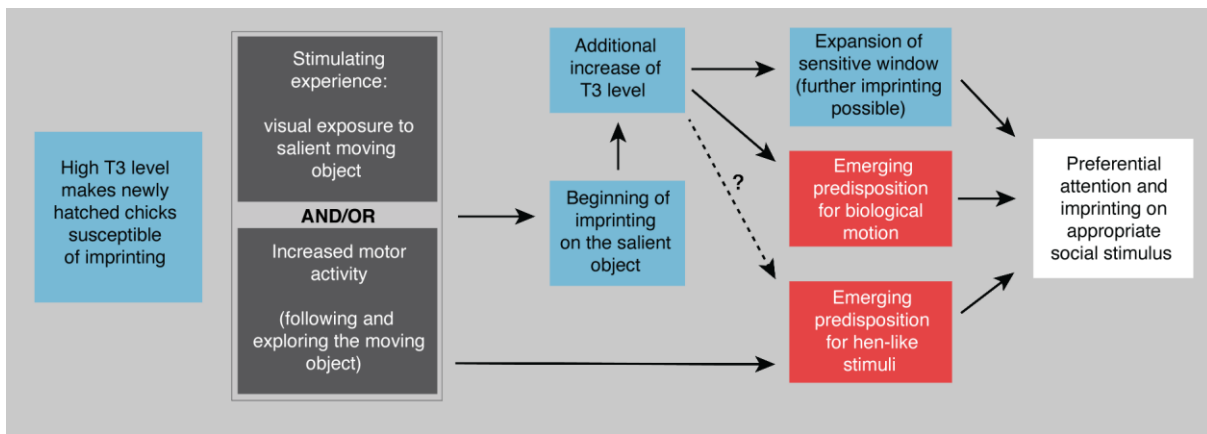 High T3 level
makes newly
hatched chicks
susceptible
of imprinting
Stimulating
experience:
visual exposure to
salient moving
object
AND/OR
Increased motor
activity
(following and
exploring the moving
object)
Beginning of
imprinting
on the salient
object
Additional
increase of
T3 level
?
Expansion of
sensitive window
(further imprinting
possible)
Emerging
predisposition
for biological
motion
Emerging
predisposition
for hen-like
stimuli
Preferential
attention and
imprinting on
appropriate
social stimulus